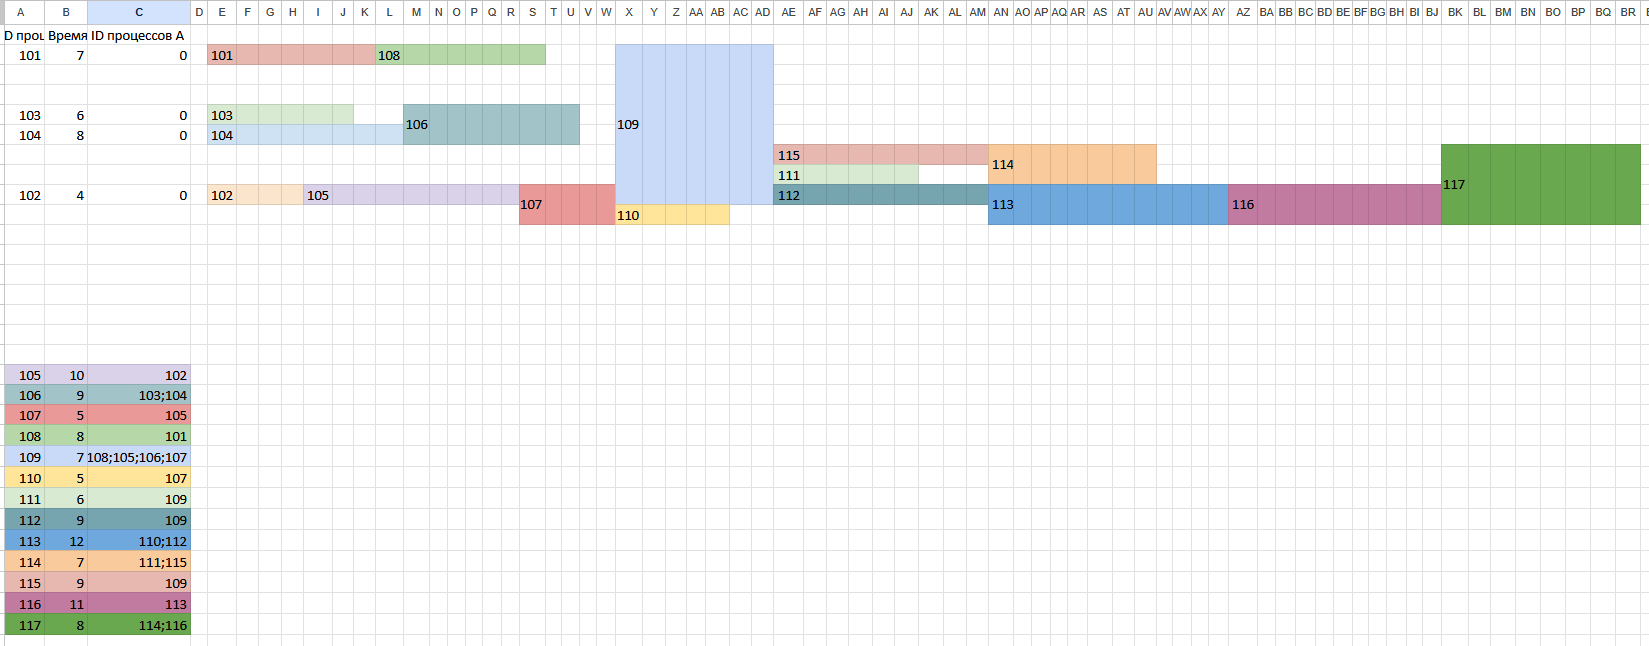 A B C D E F G H I J K L M N O P Q R S T U V W X Y Z AA AB AC AD AE AF AG AH AI AJ AK AL AM AN AO AP AQ AR AS AT AU AV AW AX AY AZ BA BB BC BD BE BF BG BH BI BJ BK BL BM BN BO BP BQ BR
D проц Время ID процессов А
101 7 0 101 108
103 6 0 103
106 109
104 8 0 104
115 114
111
117
102 4 0 102 105 112
107 113 116
110
105 10 102
106 9 103;104
107 5 105
108 8 101
109 7 108;105;106;107
110 5 107
111 6 109
112 9 109
113 12 110;112
114 7 111;115
115 9 109
116 11 113
117 8 114;116